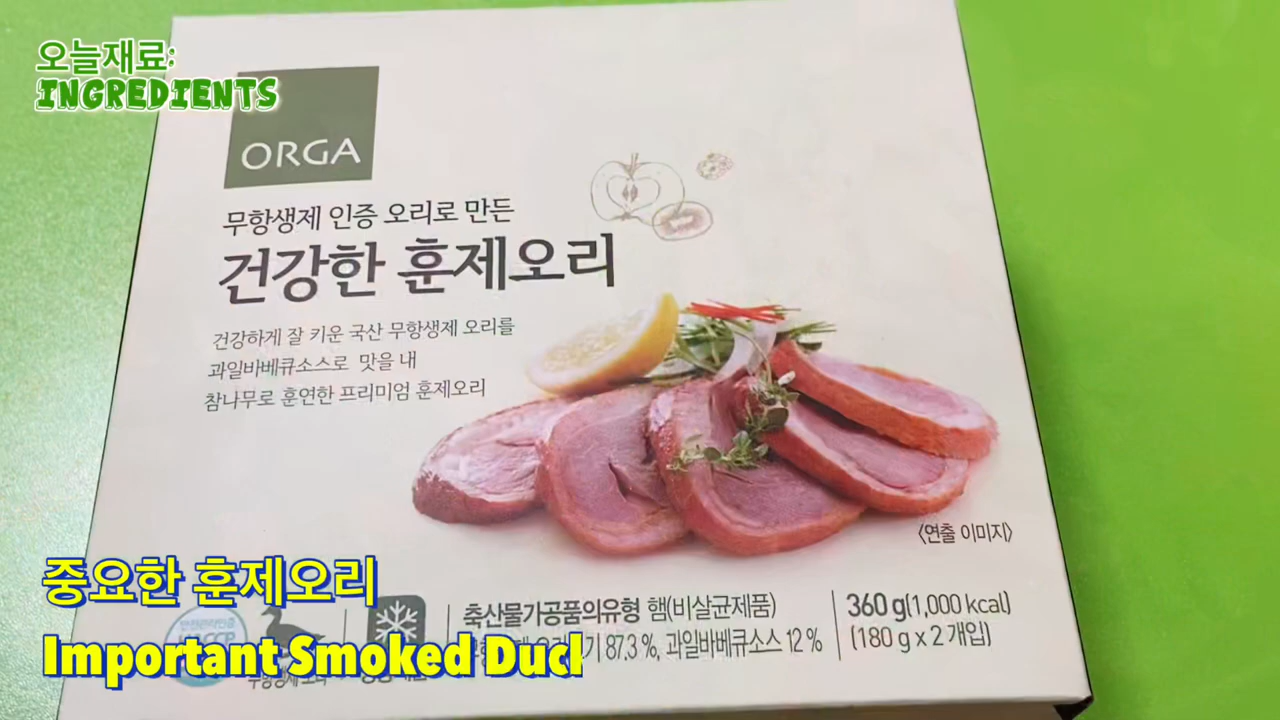 오늘재료:
INGREDIENTS
ORGA
무항생제 인증 오리로 만든
건강한 훈제오리
건강하게 잘 키운 국산 무항생제 오리를
과일바베큐소스로 맛을 내
참나무로 훈연한 프리미엄 훈제오리
<연출 이미지>
중요한 훈제오리
Important Smoked Duc
축산물가공품의유형 햄(비살균제품)
87.3 %, 과일바베큐소스 12 %
360 g(1,000 kcal)
(180 g x 2 개입)